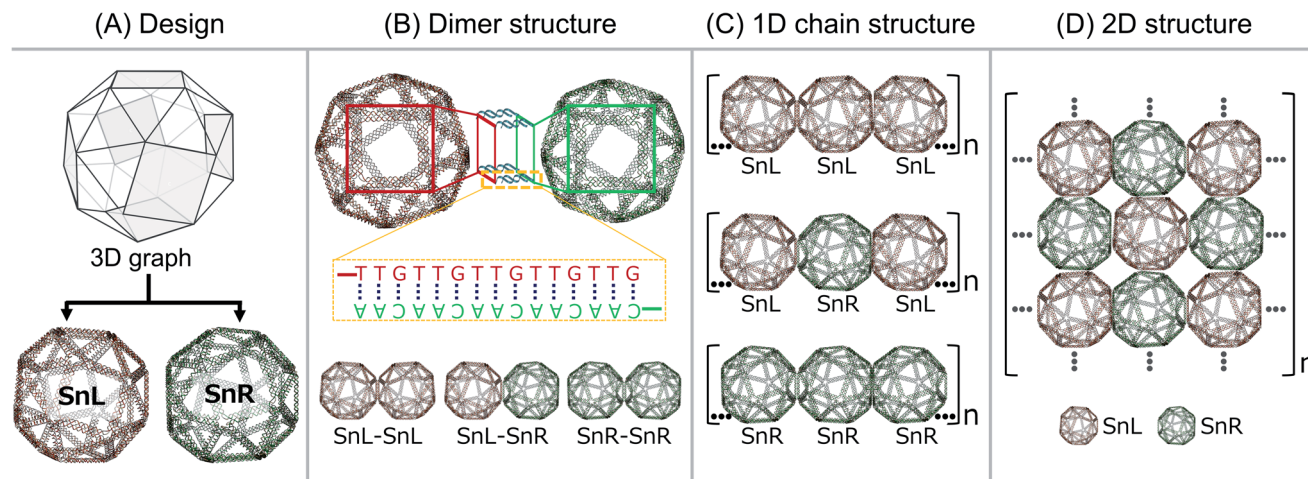 (A) Design
3D graph
SnL
SnR
(B) Dimer structure
TTGTTGTTGTTGTTG
AACAACAACAACAAC
SnL-SnL SnL-SnR SnR-SnR
(C) 1D chain structure
n
SnL SnL SnL
n
SnL SnR SnL
n
SnR SnR SnR
(D) 2D structure
n
SnL SnR